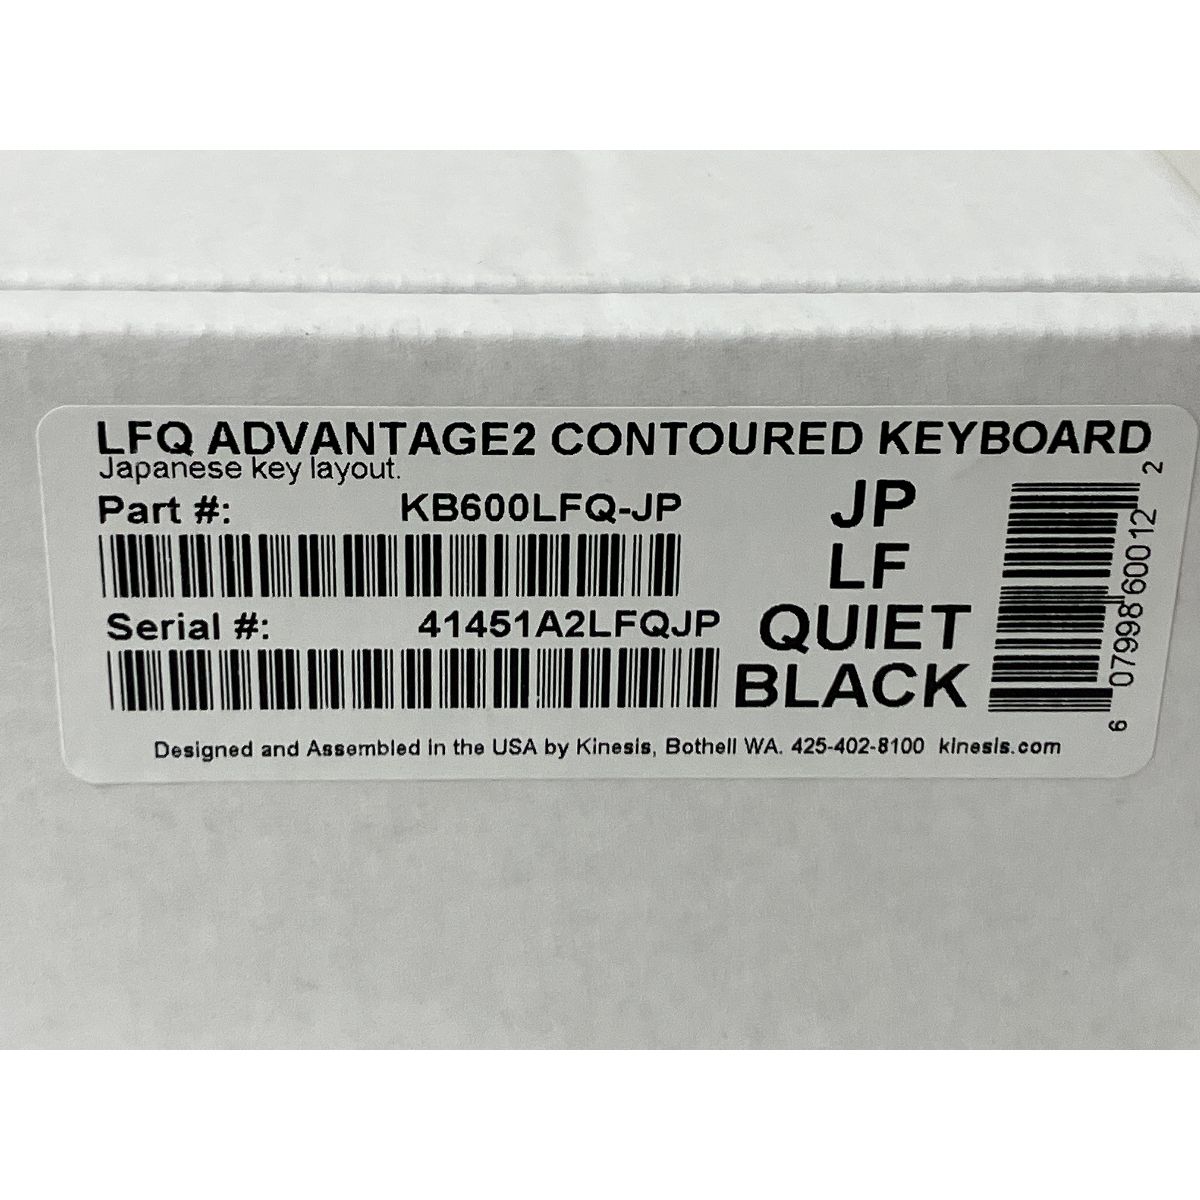 LFQ ADVANTAGE2 CONTOURED KEYBOARD
Japanese key layout.
Part #: KB600LFQ-JP
Serial #: 41451A2LFQJP
JP
LF
QUIET
BLACK
6 07998 60012 2
Designed and Assembled in the USA by Kinesis, Bothell WA. 425-402-8100 kinesis.com